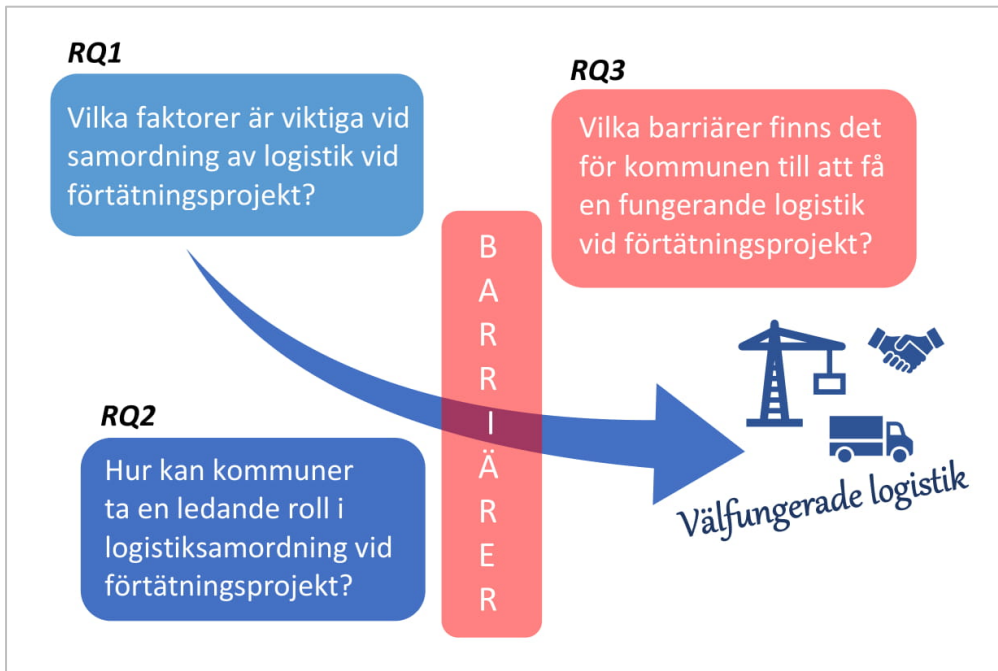 RQ1
Vilka faktorer är viktiga vid
samordning av logistik vid
förtätningsprojekt?
RQ3
Vilka barriärer finns det
för kommunen till att få
en fungerande logistik
vid förtätningsprojekt?
BARRIÄRER
RQ2
Hur kan kommuner
ta en ledande roll i
logistiksamordning vid
förtätningsprojekt?
Välfungerade logistik